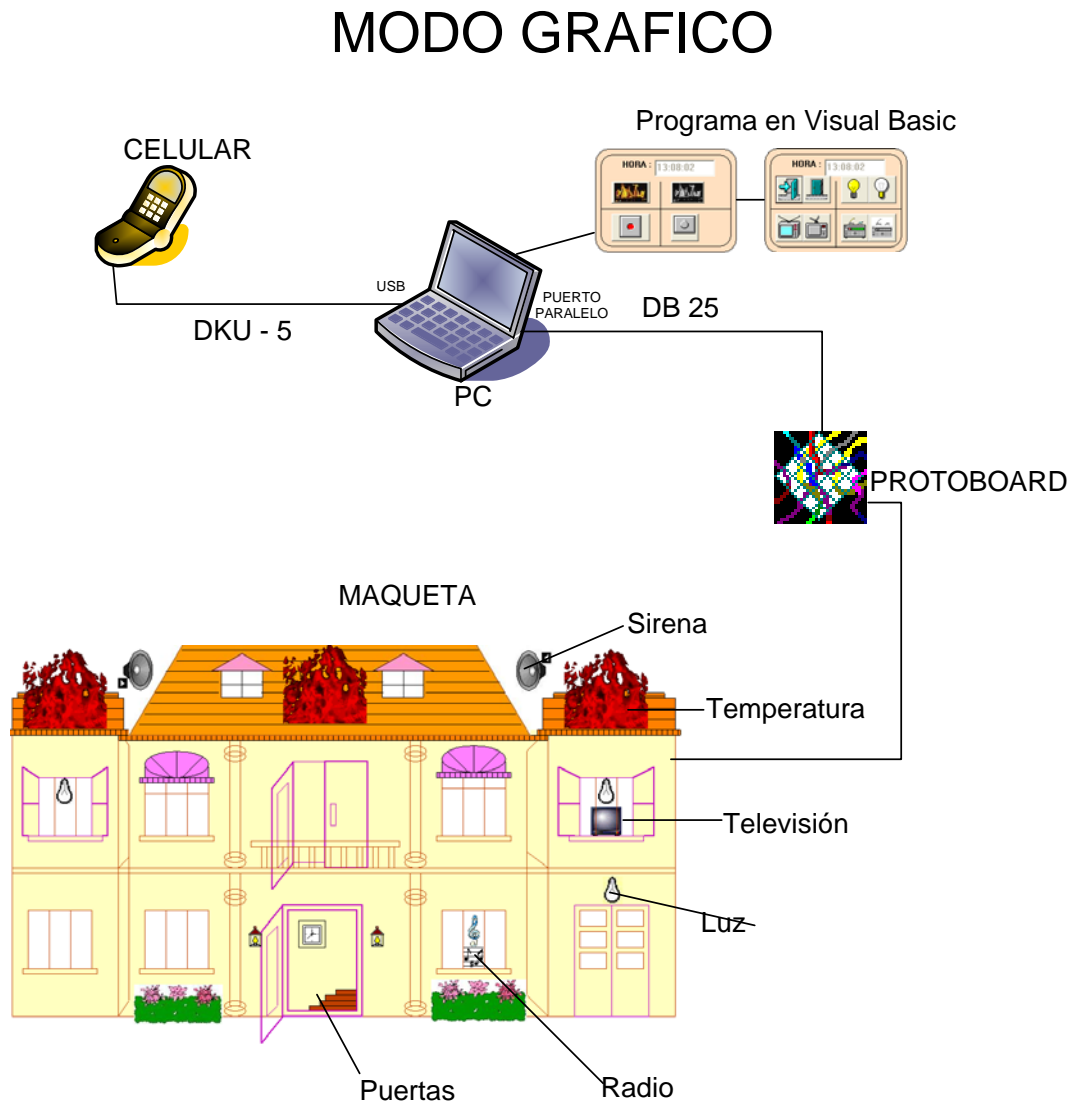 MODO GRAFICO
Programa en Visual Basic
CELULAR
HORA : 13:08:02
HORA : 13:08:02
USB
PUERTO
PARALELO
DB 25
DKU - 5
PC
PROTOBOARD
MAQUETA
Sirena
Temperatura
Televisión
Luz
Puertas
Radio